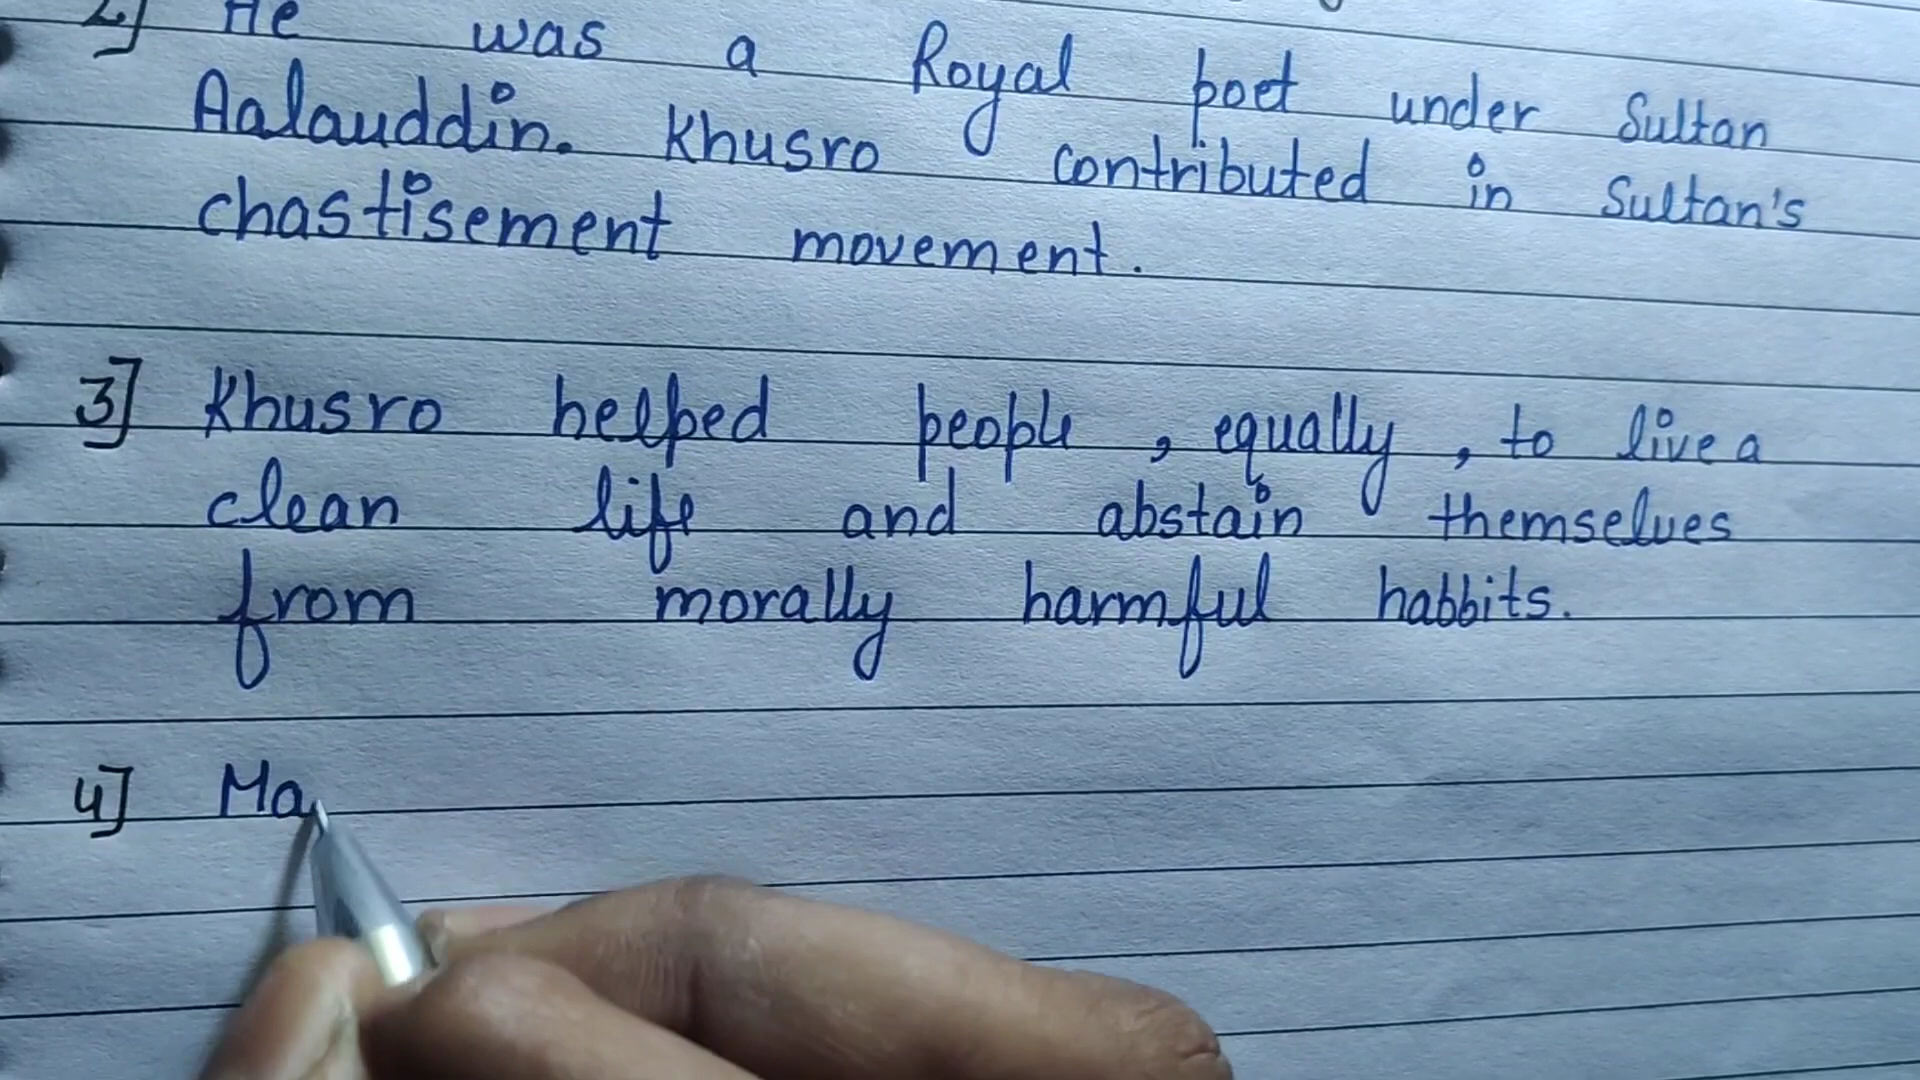 2] He was a Royal poet under Sultan
Aalauddin. Khusro contributed in Sultan's
chastisement movement.
3] Khusro helped people, equally, to live a
clean life and abstain themselves
from morally harmful habbits.
4] Ma